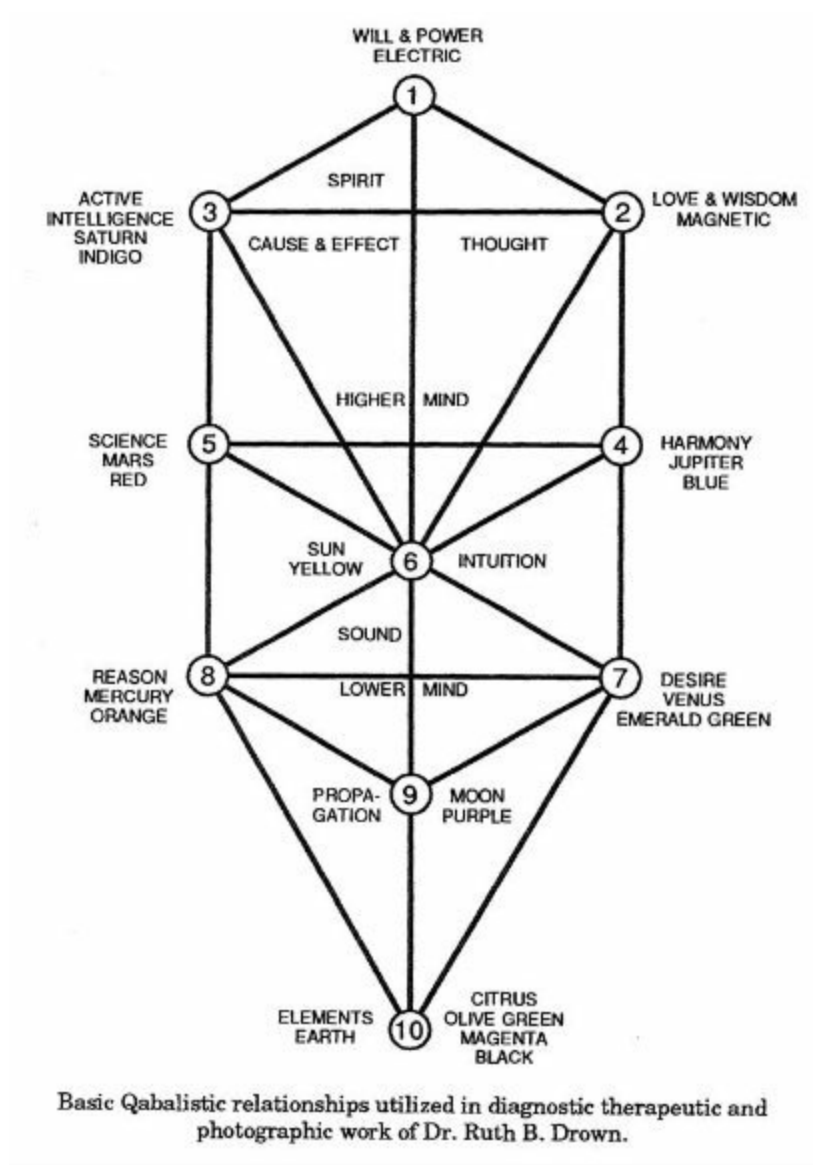 WILL & POWER
ELECTRIC
1
SPIRIT
ACTIVE
INTELLIGENCE
SATURN
INDIGO
3
2
LOVE & WISDOM
MAGNETIC
CAUSE & EFFECT
THOUGHT
HIGHER MIND
SCIENCE
MARS
RED
5
4
HARMONY
JUPITER
BLUE
SUN
YELLOW
6
INTUITION
SOUND
REASON
MERCURY
ORANGE
8
LOWER MIND
7
DESIRE
VENUS
EMERALD GREEN
PROPA-
GATION
9
MOON
PURPLE
ELEMENTS
EARTH
10
CITRUS
OLIVE GREEN
MAGENTA
BLACK
Basic Qabalistic relationships utilized in diagnostic therapeutic and
photographic work of Dr. Ruth B. Drown.